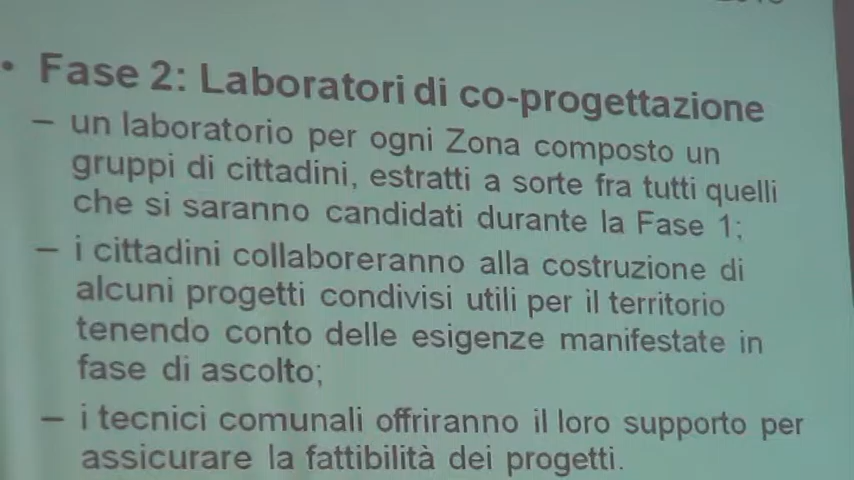 • Fase 2: Laboratori di co-progettazione
– un laboratorio per ogni Zona composto un
gruppi di cittadini, estratti a sorte fra tutti quelli
che si saranno candidati durante la Fase 1;
– i cittadini collaboreranno alla costruzione di
alcuni progetti condivisi utili per il territorio
tenendo conto delle esigenze manifestate in
fase di ascolto;
– i tecnici comunali offriranno il loro supporto per
assicurare la fattibilità dei progetti.